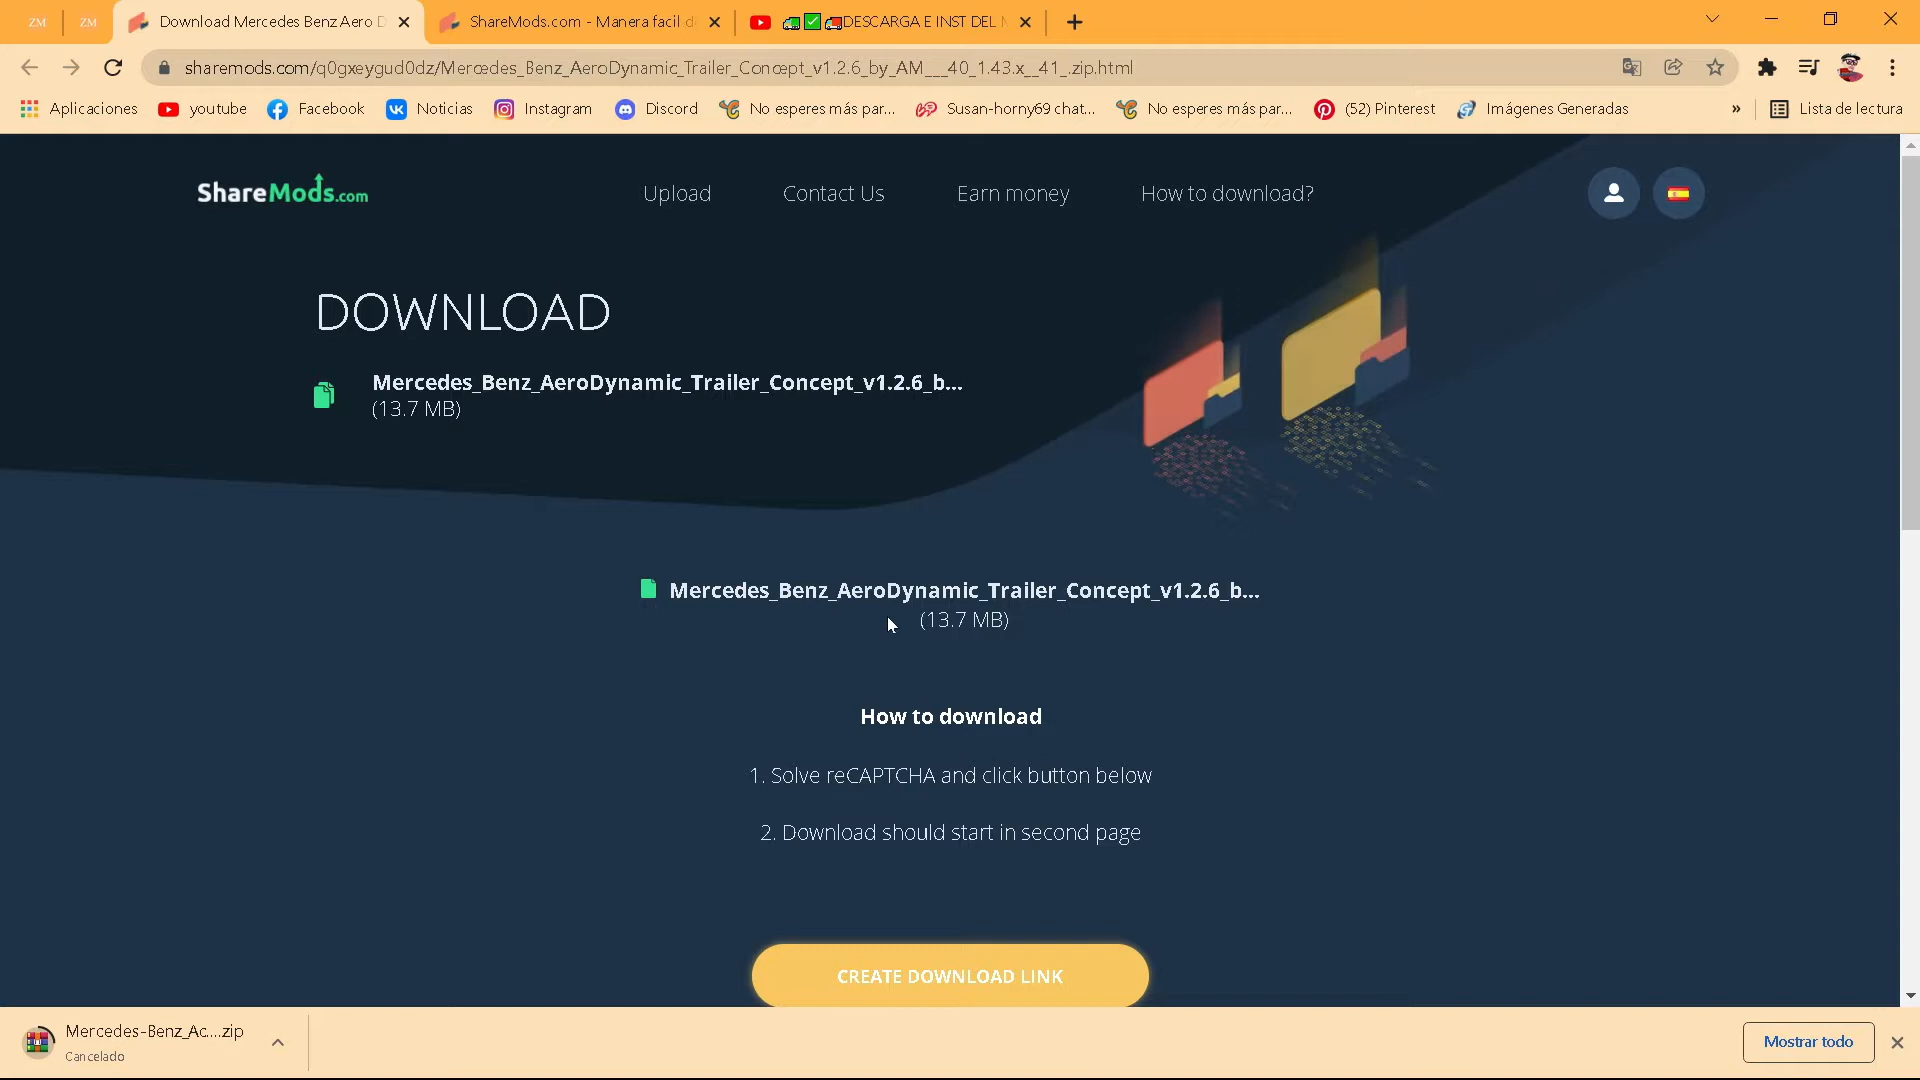 ZM
ZM
Download Mercedes Benz Aero D
ShareMods.com - Manera facil d
DESCARGA E INST DEL
sharemods.com/q0gxeygud0dz/Mercedes_Benz_AeroDynamic_Trailer_Concept_v1.2.6_by_AM___40_1.43.x__41_.zip.html
Aplicaciones
youtube
Facebook
Noticias
Instagram
Discord
No esperes más par...
Susan-horny69 chat...
No esperes más par...
(52) Pinterest
Imágenes Generadas
»
Lista de lectura
ShareMods.com
Upload
Contact Us
Earn money
How to download?
DOWNLOAD
Mercedes_Benz_AeroDynamic_Trailer_Concept_v1.2.6_b...
(13.7 MB)
Mercedes_Benz_AeroDynamic_Trailer_Concept_v1.2.6_b...
(13.7 MB)
How to download
1. Solve reCAPTCHA and click button below
2. Download should start in second page
CREATE DOWNLOAD LINK
Mercedes-Benz_Ac....zip
Cancelado
Mostrar todo